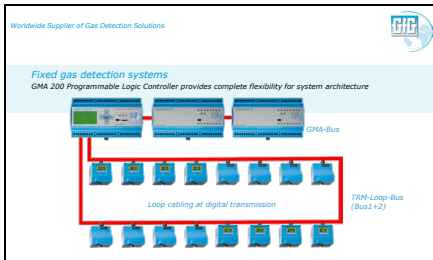 Worldwide Supplier of Gas Detection Solutions
GfG
Fixed gas detection systems
GMA 200 Programmable Logic Controller provides complete flexibility for system architecture
GMA-Bus
Loop cabling at digital transmission
TRM-Loop-Bus
(Bus1+2)